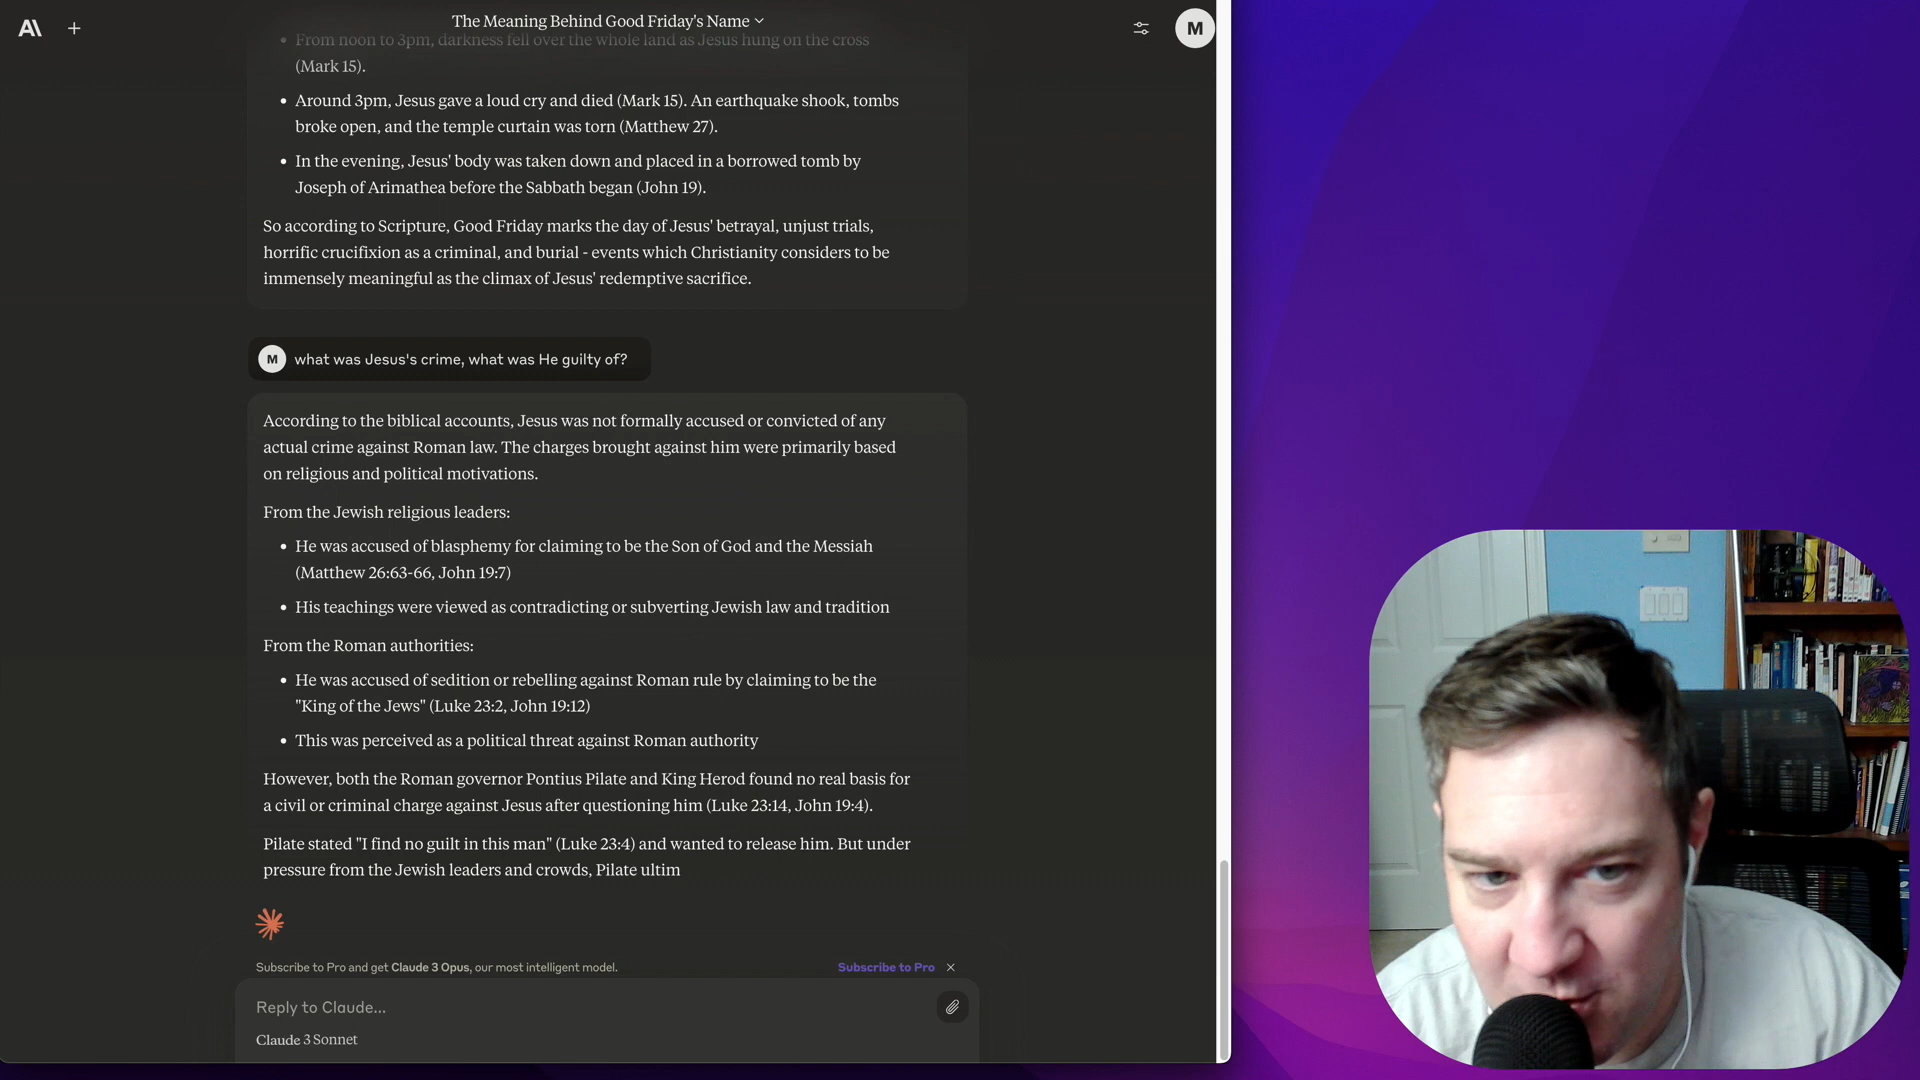 The Meaning Behind Good Friday's Name
M
From noon to 3pm, darkness fell over the whole land as Jesus hung on the cross
(Mark 15).
Around 3pm, Jesus gave a loud cry and died (Mark 15). An earthquake shook, tombs
broke open, and the temple curtain was torn (Matthew 27).
In the evening, Jesus' body was taken down and placed in a borrowed tomb by
Joseph of Arimathea before the Sabbath began (John 19).
So according to Scripture, Good Friday marks the day of Jesus' betrayal, unjust trials,
horrific crucifixion as a criminal, and burial - events which Christianity considers to be
immensely meaningful as the climax of Jesus' redemptive sacrifice.
M what was Jesus's crime, what was He guilty of?
According to the biblical accounts, Jesus was not formally accused or convicted of any
actual crime against Roman law. The charges brought against him were primarily based
on religious and political motivations.
From the Jewish religious leaders:
He was accused of blasphemy for claiming to be the Son of God and the Messiah
(Matthew 26:63-66, John 19:7)
His teachings were viewed as contradicting or subverting Jewish law and tradition
From the Roman authorities:
He was accused of sedition or rebelling against Roman rule by claiming to be the
"King of the Jews" (Luke 23:2, John 19:12)
This was perceived as a political threat against Roman authority
However, both the Roman governor Pontius Pilate and King Herod found no real basis for
a civil or criminal charge against Jesus after questioning him (Luke 23:14, John 19:4).
Pilate stated "I find no guilt in this man" (Luke 23:4) and wanted to release him. But under
pressure from the Jewish leaders and crowds, Pilate ultim
Subscribe to Pro and get Claude 3 Opus, our most intelligent model.
Subscribe to Pro
Reply to Claude...
Claude 3 Sonnet